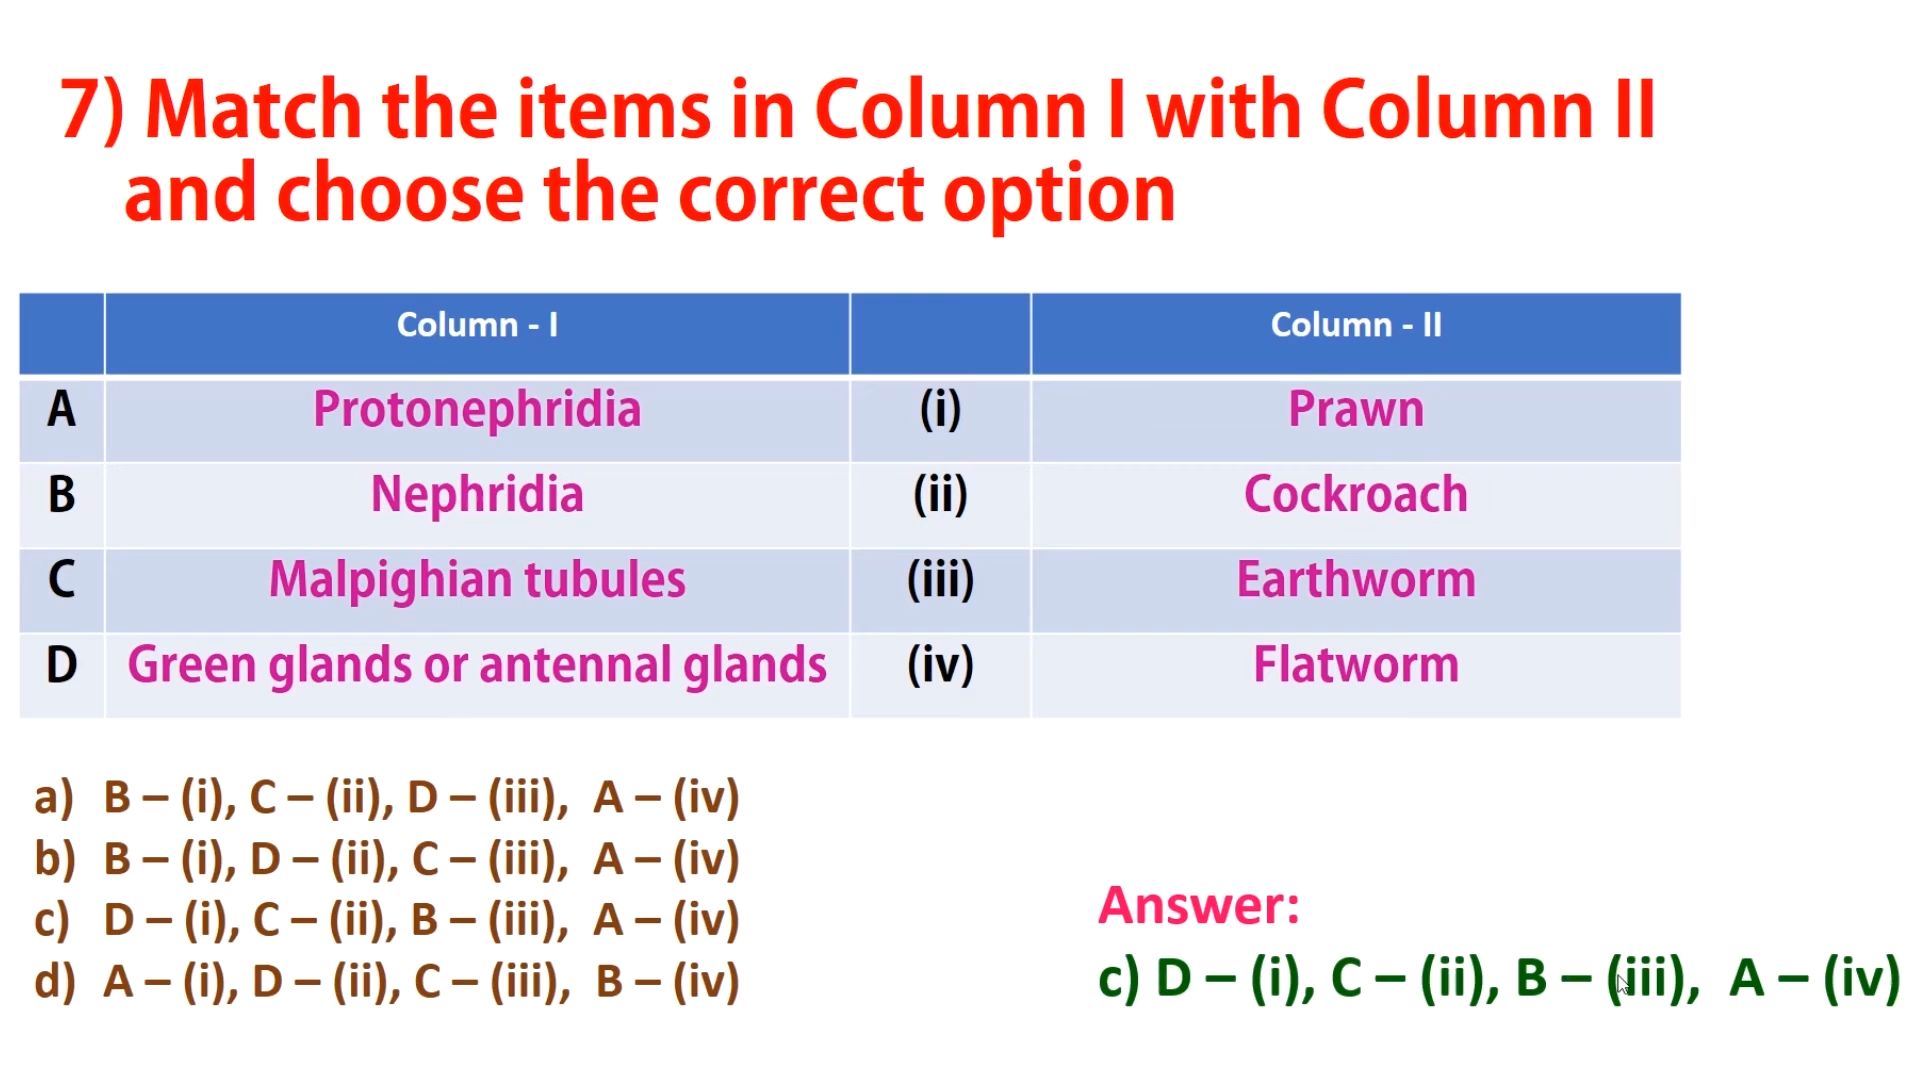 7) Match the items in Column I with Column II
and choose the correct option
Column - I Column - II
A Protonephridia (i) Prawn
B Nephridia (ii) Cockroach
C Malpighian tubules (iii) Earthworm
D Green glands or antennal glands (iv) Flatworm
a) B – (i), C – (ii), D – (iii), A – (iv)
b) B – (i), D – (ii), C – (iii), A – (iv)
c) D – (i), C – (ii), B – (iii), A – (iv)
d) A – (i), D – (ii), C – (iii), B – (iv)
Answer:
c) D – (i), C – (ii), B – (iii), A – (iv)